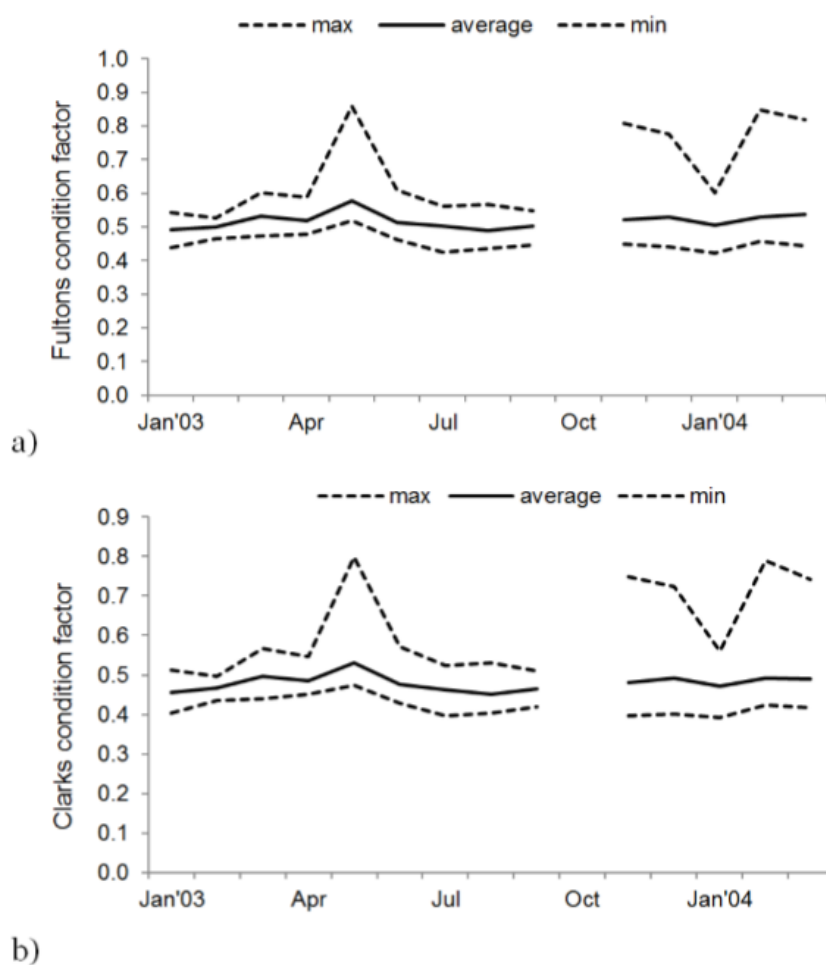 max average min
Fultons condition factor
1.0
0.9
0.8
0.7
0.6
0.5
0.4
0.3
0.2
0.1
0.0
Jan'03 Apr Jul Oct Jan'04
a)
max average min
Clarks condition factor
0.9
0.8
0.7
0.6
0.5
0.4
0.3
0.2
0.1
0.0
Jan'03 Apr Jul Oct Jan'04
b)